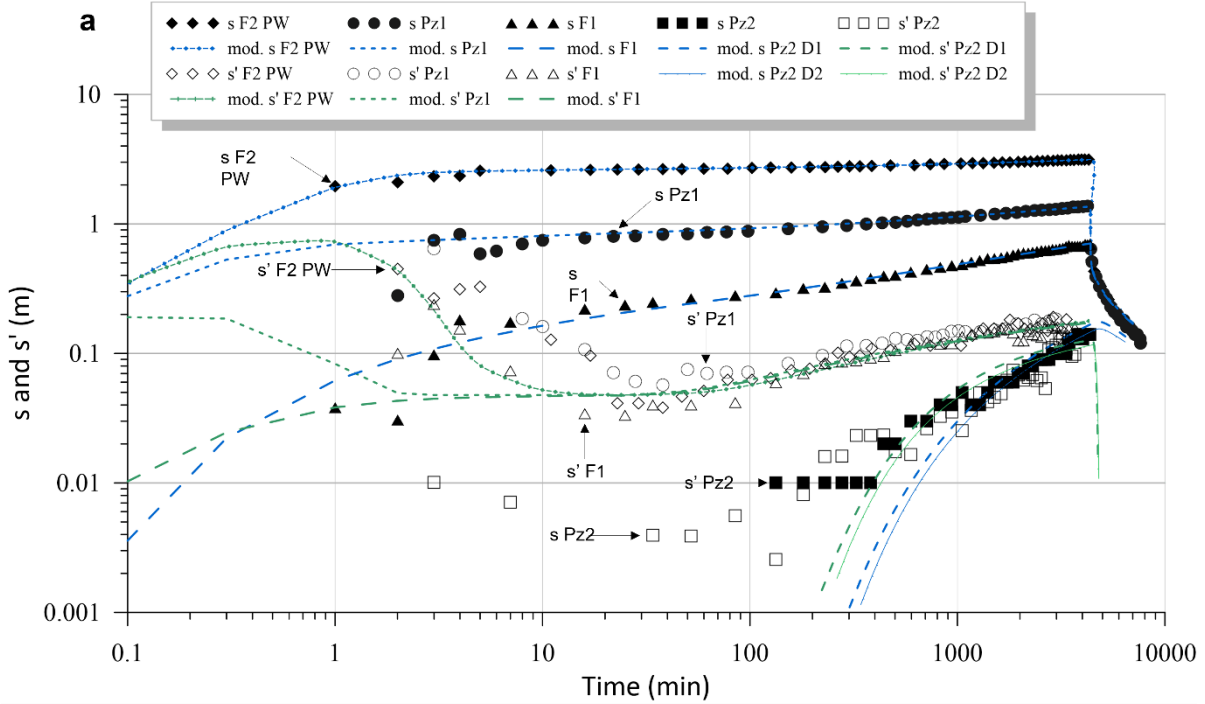 a
s F2 PW s Pz1 s F1 s Pz2 s' Pz2
mod. s F2 PW mod. s Pz1 mod. s F1 mod. s Pz2 D1 mod. s' Pz2 D1
s' F2 PW s' Pz1 s' F1 mod. s Pz2 D2 mod. s' Pz2 D2
mod. s' F2 PW mod. s' Pz1 mod. s' F1
10
1
0.1
0.01
0.001
s and s' (m)
s F2
PW
s Pz1
s' F2 PW
s
F1
s' Pz1
s' F1
s' Pz2
s Pz2
0.1 1 10 100 1000 10000
Time (min)